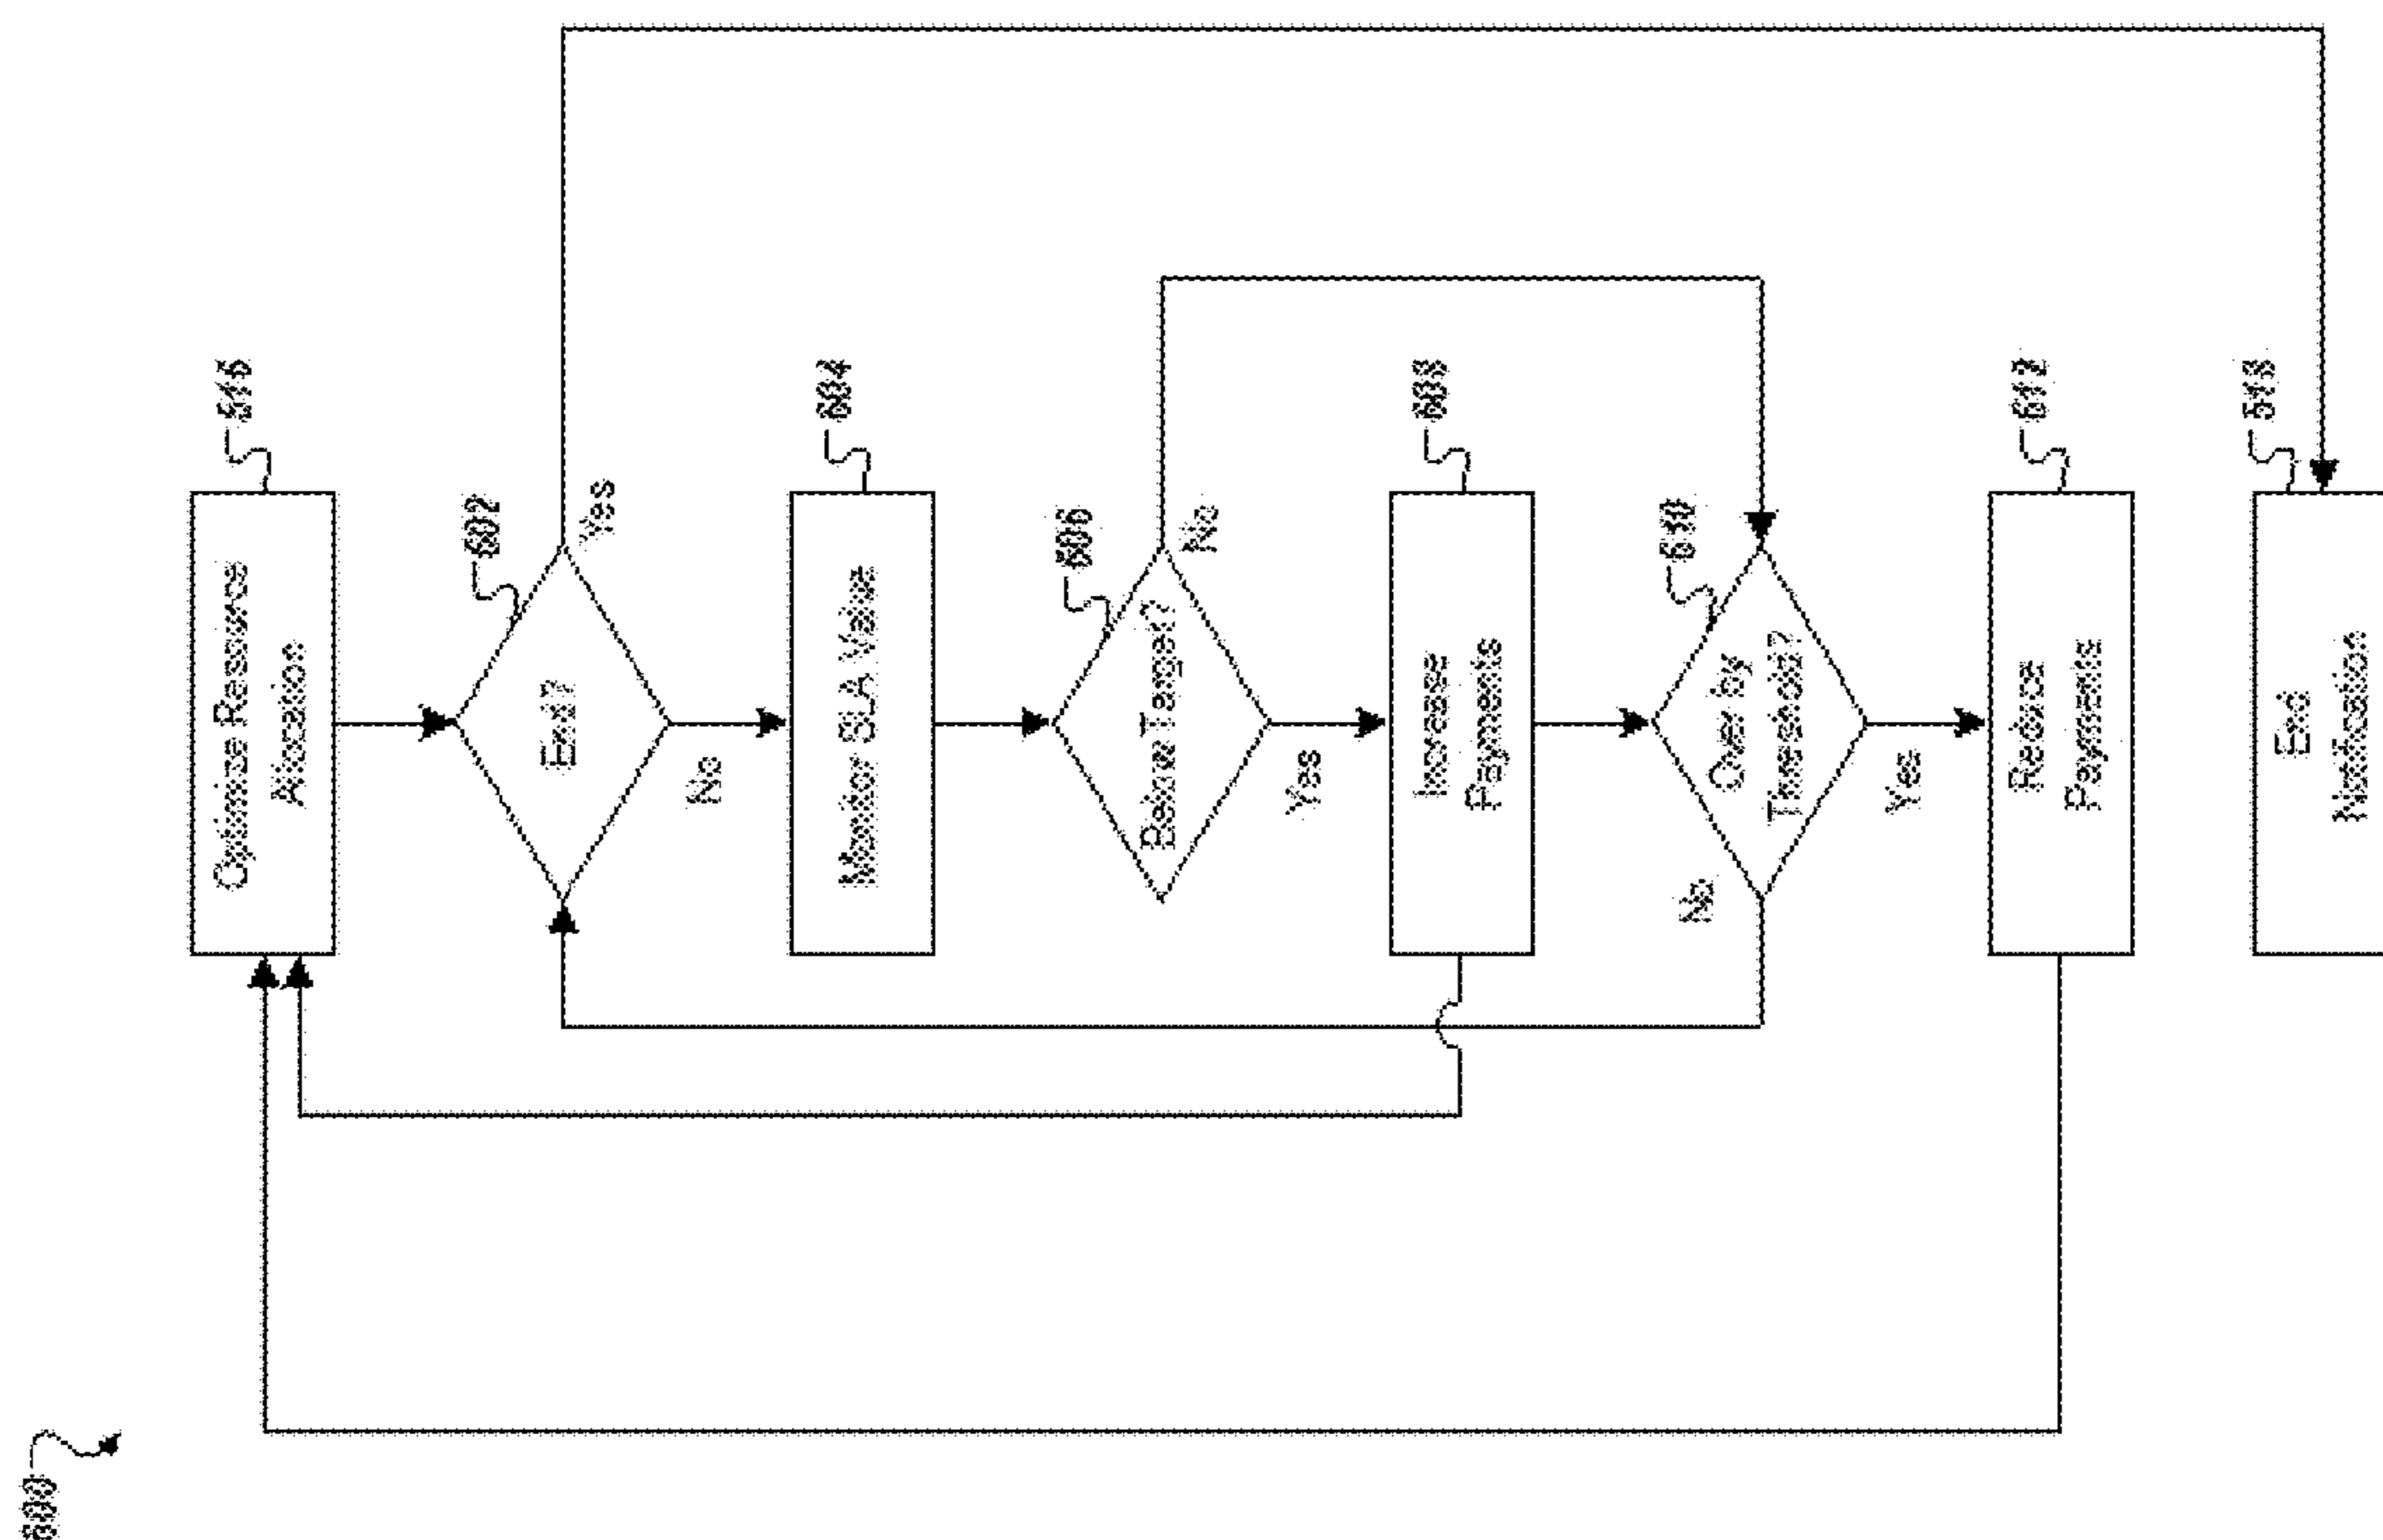 600
Optimize Resource
Allocation
516
End?
602
Yes
No
Monitor SLA Value
604
Below Target?
606
No
Yes
Increase
Payments
608
Over by
Threshold?
610
No
Yes
Reduce
Payments
612
End
Notification
518